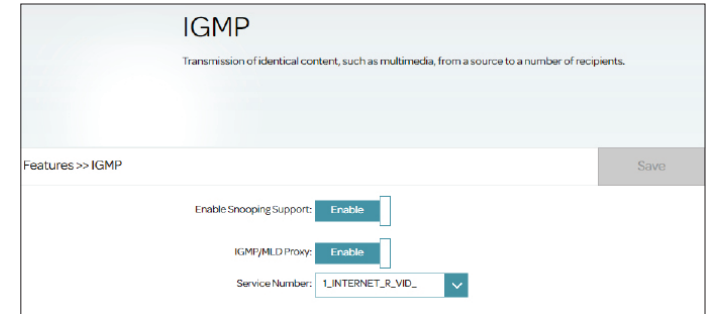 IGMP
Transmission of identical content, such as multimedia, from a source to a number of recipients.
Features >> IGMP
Save
Enable Snooping Support: Enable
IGMP/MLD Proxy: Enable
Service Number: 1_INTERNET_R_VID_